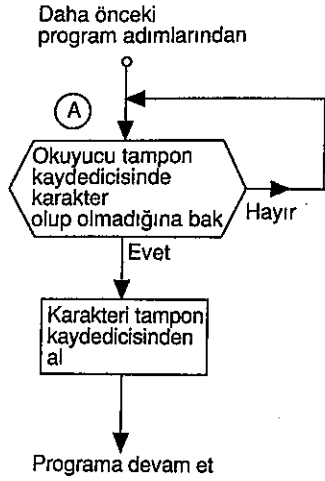 Daha önceki
program adımlarından
A
Okuyucu tampon
kaydedicisinde
karakter
olup olmadığına bak
Hayır
Evet
Karakteri tampon
kaydedicisinden
al
Programa devam et